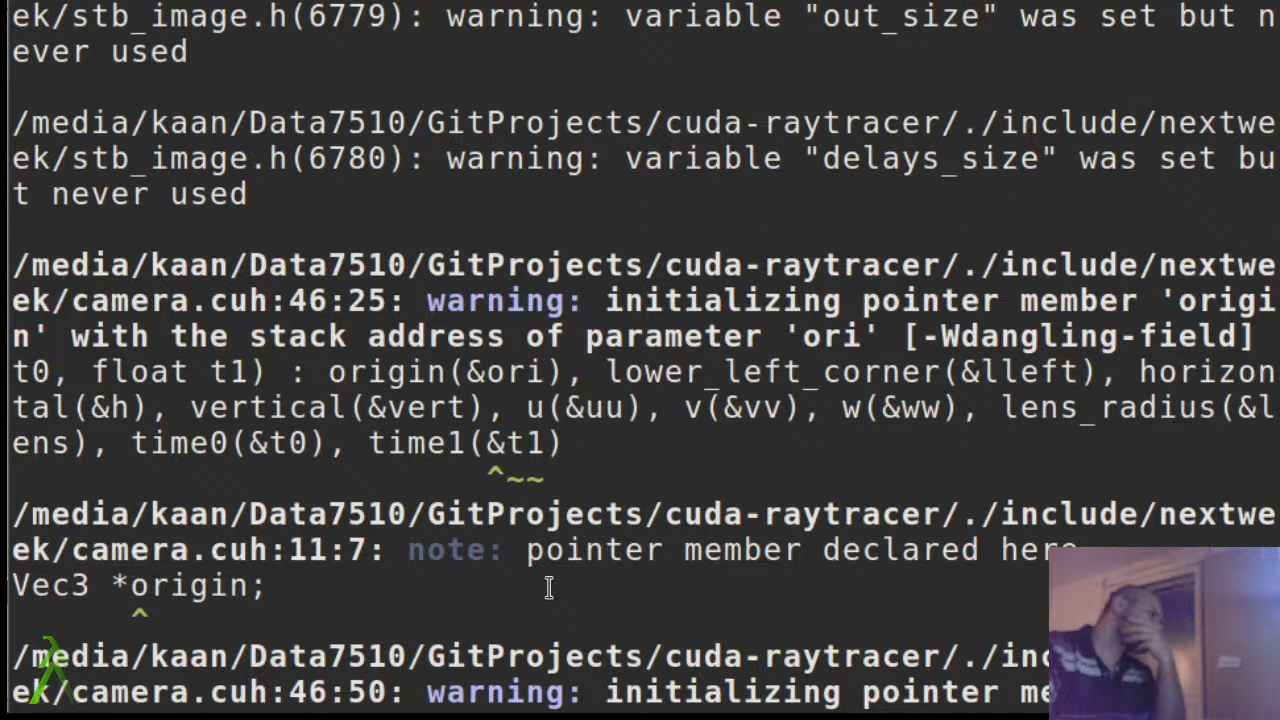 ek/stb_image.h(6779): warning: variable "out_size" was set but n
ever used
/media/kaan/Data7510/GitProjects/cuda-raytracer/./include/nextwe
ek/stb_image.h(6780): warning: variable "delays_size" was set bu
t never used
/media/kaan/Data7510/GitProjects/cuda-raytracer/./include/nextwe
ek/camera.cuh:46:25: warning: initializing pointer member 'origi
n' with the stack address of parameter 'ori' [-Wdangling-field]
t0, float t1) : origin(&ori), lower_left_corner(&lleft), horizon
tal(&h), vertical(&vert), u(&uu), v(&vv), w(&ww), lens_radius(&l
ens), time0(&t0), time1(&t1)
^~~
/media/kaan/Data7510/GitProjects/cuda-raytracer/./include/nextwe
ek/camera.cuh:11:7: note: pointer member declared here
Vec3 *origin;
^
/media/kaan/Data7510/GitProjects/cuda-raytracer/./inc
ek/camera.cuh:46:50: warning: initializing pointer me
λ